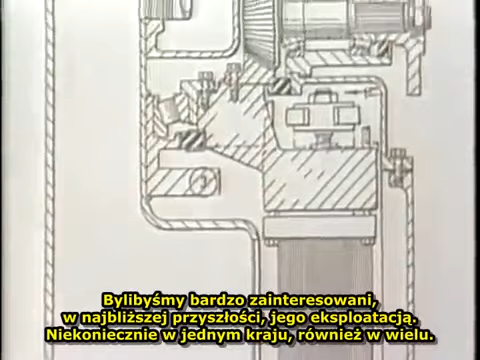 Bylibyśmy bardzo zainteresowani,
w najbliższej przyszłości, jego eksploatacją.
Niekoniecznie w jednym kraju, również w wielu.